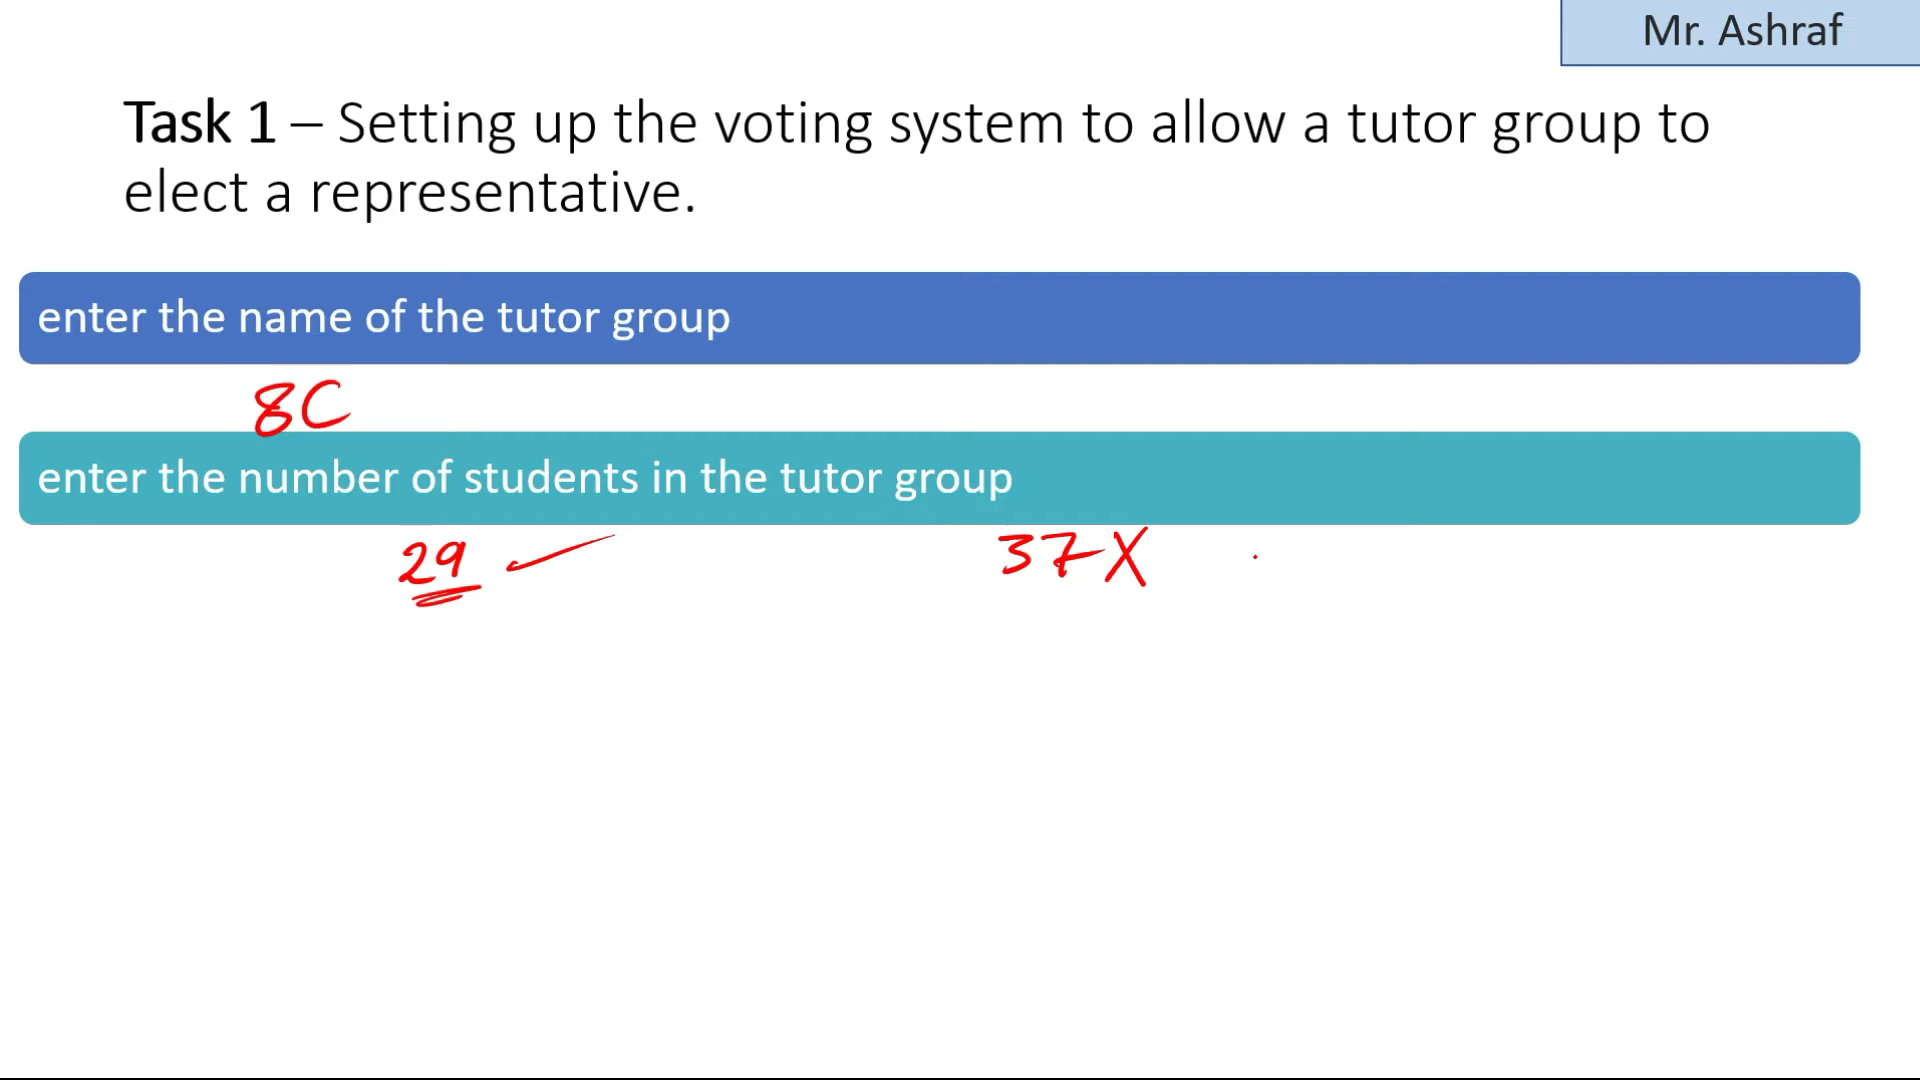 Mr. Ashraf
Task 1 – Setting up the voting system to allow a tutor group to
elect a representative.
enter the name of the tutor group
8C
enter the number of students in the tutor group
29 ✓ 37 X